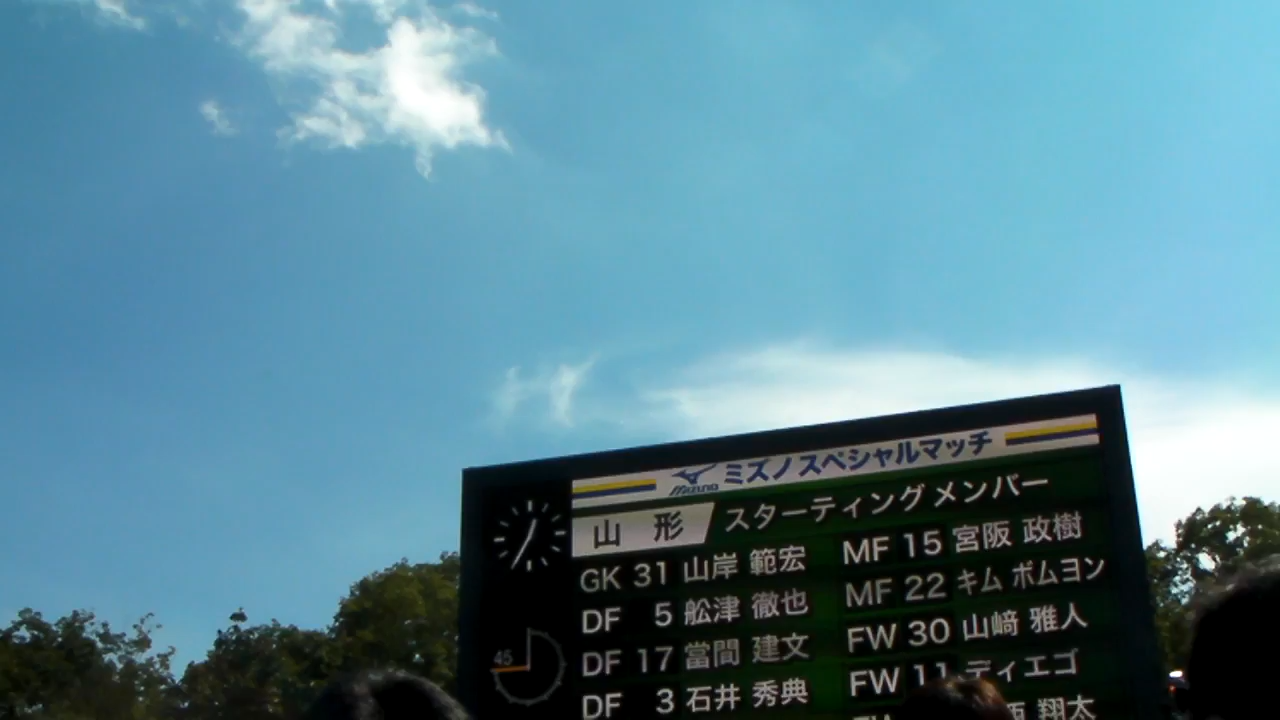 MIZUNO ミズノスペシャルマッチ
山 形 スターティングメンバー
GK 31 山岸 範宏
DF 5 舩津 徹也
DF 17 當間 建文
DF 3 石井 秀典
MF 15 宮阪 政樹
MF 22 キム ボムヨン
FW 30 山﨑 雅人
FW 11 ディエゴ
翔太
45